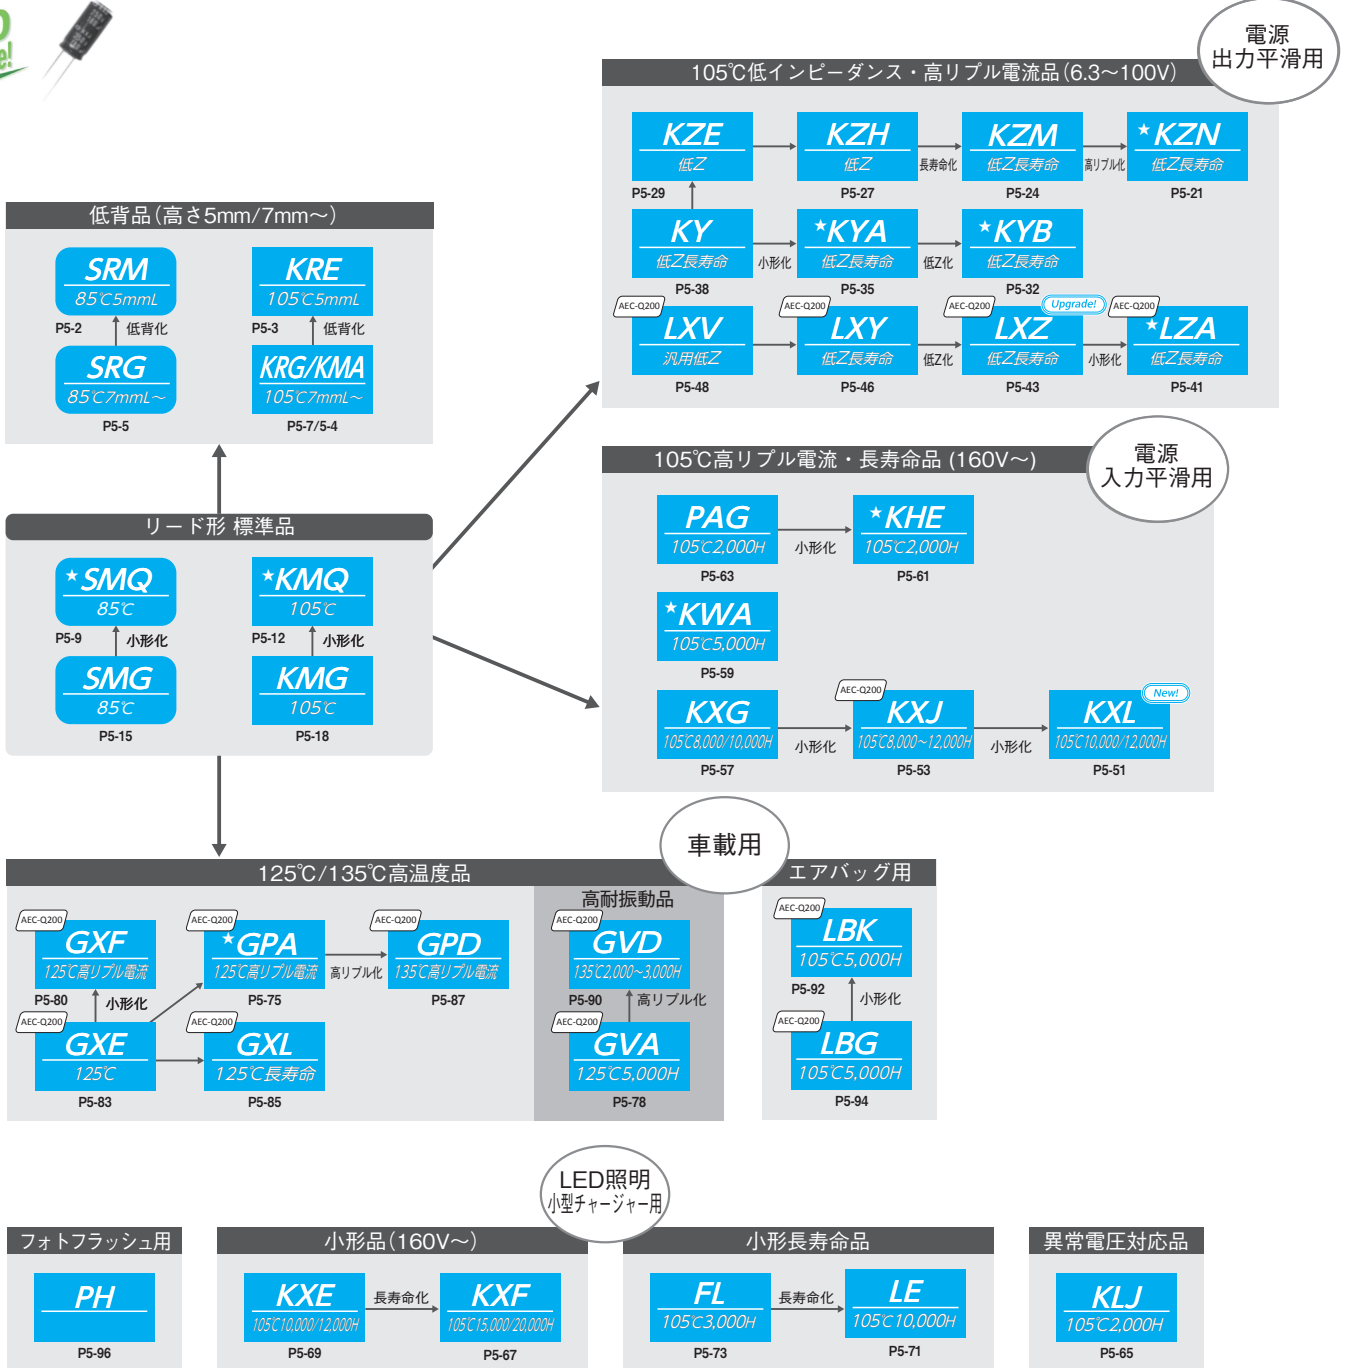 電源
出力平滑用
105℃低インピーダンス・高リプル電流品(6.3～100V)
KZE
低Z
P5-29
KZH
低Z
P5-27
長寿命化
KZM
低Z長寿命
P5-24
高リプル化
★KZN
低Z長寿命
P5-21
KY
低Z長寿命
P5-38
小形化
★KYA
低Z長寿命
P5-35
低Z化
★KYB
低Z長寿命
P5-32
AEC-Q200
LXV
汎用低Z
P5-48
AEC-Q200
LXY
低Z長寿命
P5-46
低Z化
AEC-Q200
Upgrade!
LXZ
低Z長寿命
P5-43
小形化
AEC-Q200
★LZA
低Z長寿命
P5-41
低背品(高さ5mm/7mm～)
SRM
85℃5mmL
P5-2
低背化
SRG
85℃7mmL～
P5-5
KRE
105℃5mmL
P5-3
低背化
KRG/KMA
105℃7mmL～
P5-7/5-4
リード形 標準品
★SMQ
85℃
P5-9
小形化
SMG
85℃
P5-15
★KMQ
105℃
P5-12
小形化
KMG
105℃
P5-18
電源
入力平滑用
105℃高リプル電流・長寿命品 (160V～)
PAG
105℃2,000H
P5-63
小形化
★KHE
105℃2,000H
P5-61
★KWA
105℃5,000H
P5-59
KXG
105℃8,000/10,000H
P5-57
小形化
AEC-Q200
KXJ
105℃8,000～12,000H
P5-53
小形化
New!
KXL
105℃10,000/12,000H
P5-51
車載用
125℃/135℃高温度品
AEC-Q200
GXF
125℃高リプル電流
P5-80
小形化
AEC-Q200
GXE
125℃
P5-83
AEC-Q200
★GPA
125℃高リプル電流
P5-75
高リプル化
AEC-Q200
GPD
135℃高リプル電流
P5-87
AEC-Q200
GXL
125℃長寿命
P5-85
高耐振動品
AEC-Q200
GVD
135℃2,000～3,000H
P5-90
高リプル化
AEC-Q200
GVA
125℃5,000H
P5-78
エアバッグ用
AEC-Q200
LBK
105℃5,000H
P5-92
小形化
AEC-Q200
LBG
105℃5,000H
P5-94
LED照明
小型チャージャー用
フォトフラッシュ用
PH
P5-96
小形品(160V～)
KXE
105℃10,000/12,000H
P5-69
長寿命化
KXF
105℃15,000/20,000H
P5-67
小形長寿命品
FL
105℃3,000H
P5-73
長寿命化
LE
105℃10,000H
P5-71
異常電圧対応品
KLJ
105℃2,000H
P5-65